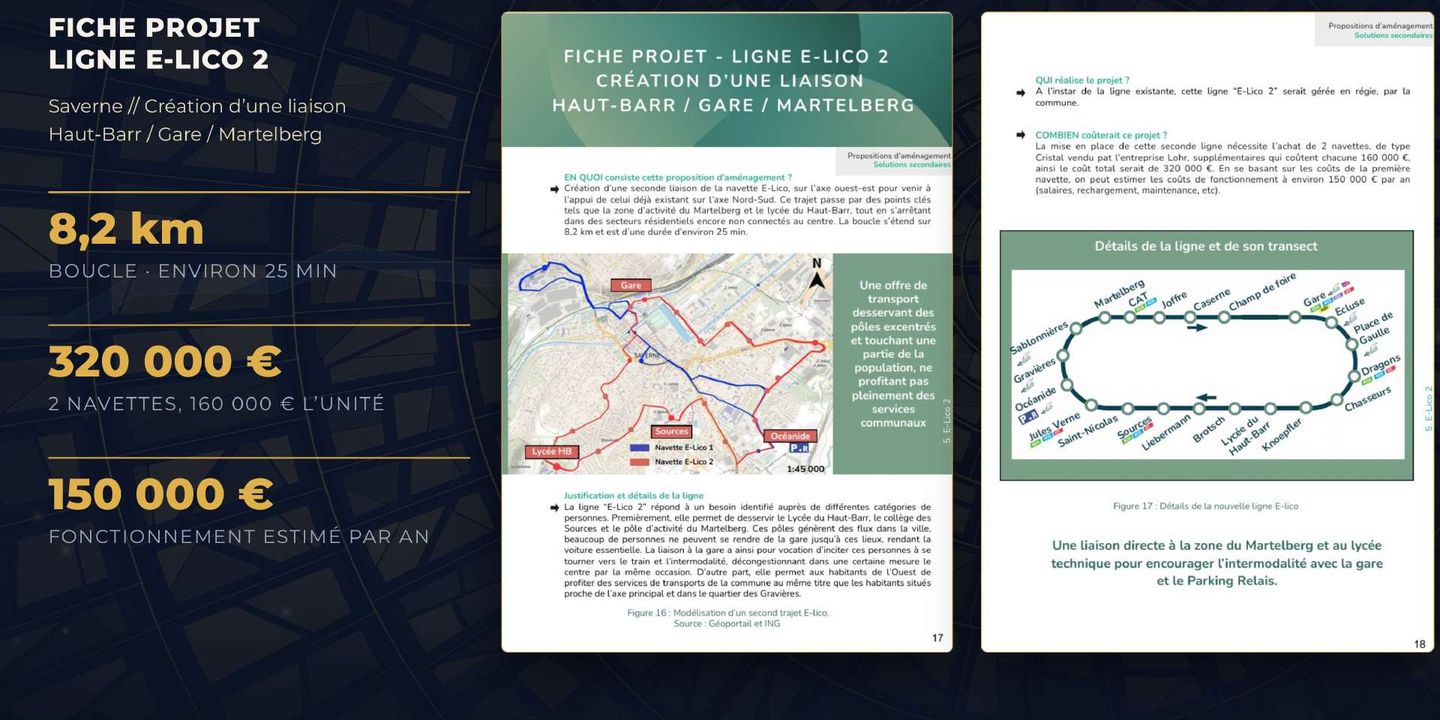 FICHE PROJET
LIGNE E-LICO 2
Saverne // Création d'une liaison
Haut-Barr / Gare / Martelberg
8,2 km
BOUCLE · ENVIRON 25 MIN
320 000 €
2 NAVETTES, 160 000 € L'UNITÉ
150 000 €
FONCTIONNEMENT ESTIMÉ PAR AN
FICHE PROJET - LIGNE E-LICO 2
CRÉATION D'UNE LIAISON
HAUT-BARR / GARE / MARTELBERG
Propositions d'aménagement
Solutions secondaires
EN QUOI consiste cette proposition d'aménagement ?
Création d'une seconde liaison de la navette E-Lico, sur l'axe ouest-est pour venir à
l'appui de celui déjà existant sur l'axe Nord-Sud. Ce trajet passe par des points clés
tels que la zone d'activité du Martelberg et le lycée du Haut-Barr, tout en s'arrêtant
dans des secteurs résidentiels encore non connectés au centre. La boucle s'étend sur
8,2 km et est d'une durée d'environ 25 min.
N
Gare
SAVERNE
Sources
Océanide
Lycée HB
P+R
Navette E-Lico 1
Navette E-Lico 2
1:45 000
Une offre de
transport
desservant des
pôles excentrés
et touchant une
partie de la
population, ne
profitant pas
pleinement des
services
communaux
5. E-Lico 2
Justification et détails de la ligne
La ligne "E-Lico 2" répond à un besoin identifié auprès de différentes catégories de
personnes. Premièrement, elle permet de desservir le Lycée du Haut-Barr, le collège des
Sources et le pôle d'activité du Martelberg. Ces pôles génèrent des flux dans la ville,
beaucoup de personnes ne peuvent se rendre de la gare jusqu'à ces lieux, rendant la
voiture essentielle. La liaison à la gare a ainsi pour vocation d'inciter ces personnes à se
tourner vers le train et l'intermodalité, décongestionnant dans une certaine mesure le
centre par la même occasion. D'autre part, elle permet aux habitants de l'Ouest de
profiter des services de transports de la commune au même titre que les habitants situés
proche de l'axe principal et dans le quartier des Gravières.
Figure 16 : Modélisation d'un second trajet E-lico.
Source : Géoportail et ING
17
Propositions d'aménagement
Solutions secondaires
QUI réalise le projet ?
A l'instar de la ligne existante, cette ligne "E-Lico 2" serait gérée en régie, par la
commune.
COMBIEN coûterait ce projet ?
La mise en place de cette seconde ligne nécessite l'achat de 2 navettes, de type
Cristal vendu pat l'entreprise Lohr, supplémentaires qui coûtent chacune 160 000 €,
ainsi le coût total serait de 320 000 €. En se basant sur les coûts de la première
navette, on peut estimer les coûts de fonctionnement à environ 150 000 € par an
(salaires, rechargement, maintenance, etc).
Détails de la ligne et de son transect
Martelberg
CAT
Joffre
Caserne
Champ de foire
Gare
Ecluse
Place de
Gaulle
Dragons
Chasseurs
Knoepfler
Lycée du
Haut-Barr
Brotsch
Liebermann
Sources
Saint-Nicolas
Jules Verne
Océanide
P+R
Gravières
Sablonnières
5. E-Lico 2
Figure 17 : Détails de la nouvelle ligne E-lico
Une liaison directe à la zone du Martelberg et au lycée
technique pour encourager l'intermodalité avec la gare
et le Parking Relais.
18